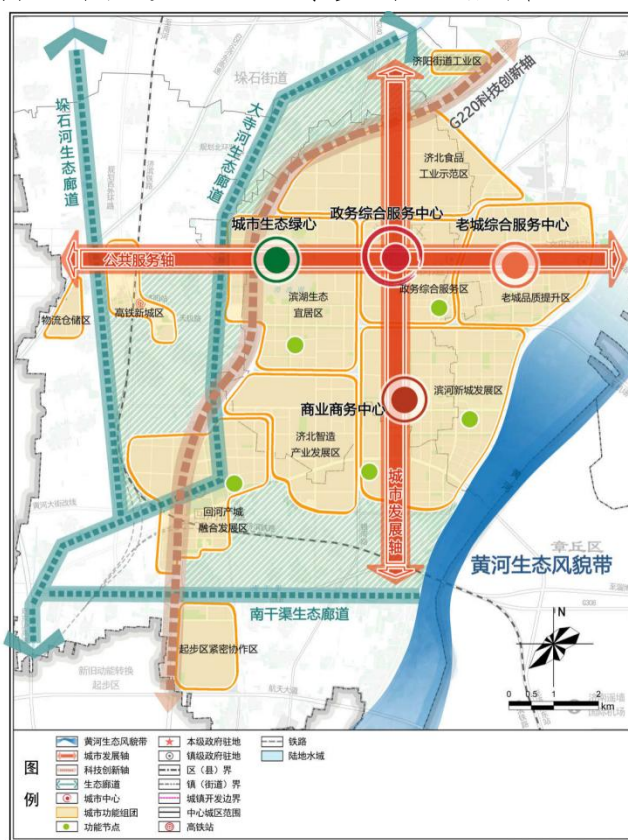 济阳街道工业区
垛石街道
G220科技创新轴
垛石河生态廊道
大寺河生态廊道
济北食品
工业示范区
城市生态绿心
政务综合服务中心
老城综合服务中心
公共服务轴
物流仓储区
高铁新城区
滨湖生态
宜居区
政务综合服务区
老城品质提升区
商业商务中心
滨河新城发展区
济北智造
产业发展区
城市发展轴
回河产城
融合发展区
黄河
章丘区
黄河生态风貌带
南干渠生态廊道
起步区紧密协作区
新旧动能转换
起步区
N
0 0.5 1 2
km
图例
黄河生态风貌带
城市发展轴
科技创新轴
生态廊道
城市中心
城市功能组团
功能节点
本级政府驻地
镇级政府驻地
区（县）界
镇（街道）界
城镇开发边界
中心城区范围
高铁站
铁路
陆地水域